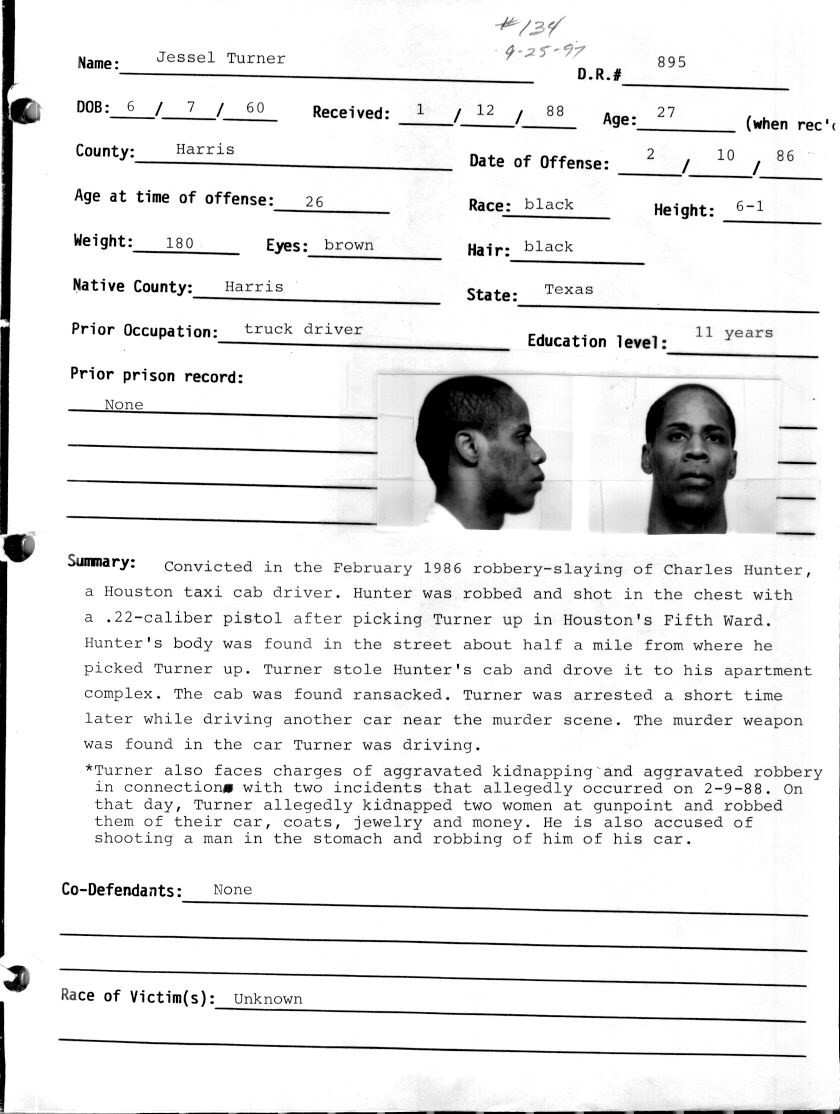 #134
9-25-97
Name: Jessel Turner D.R.# 895
DOB: 6 / 7 / 60 Received: 1 / 12 / 88 Age: 27 (when rec'
County: Harris Date of Offense: 2 / 10 / 86
Age at time of offense: 26 Race: black Height: 6-1
Weight: 180 Eyes: brown Hair: black
Native County: Harris State: Texas
Prior Occupation: truck driver Education level: 11 years
Prior prison record:
None
Summary: Convicted in the February 1986 robbery-slaying of Charles Hunter,
a Houston taxi cab driver. Hunter was robbed and shot in the chest with
a .22-caliber pistol after picking Turner up in Houston's Fifth Ward.
Hunter's body was found in the street about half a mile from where he
picked Turner up. Turner stole Hunter's cab and drove it to his apartment
complex. The cab was found ransacked. Turner was arrested a short time
later while driving another car near the murder scene. The murder weapon
was found in the car Turner was driving.
*Turner also faces charges of aggravated kidnapping and aggravated robbery
in connection with two incidents that allegedly occurred on 2-9-88. On
that day, Turner allegedly kidnapped two women at gunpoint and robbed
them of their car, coats, jewelry and money. He is also accused of
shooting a man in the stomach and robbing of him of his car.
Co-Defendants: None
Race of Victim(s): Unknown